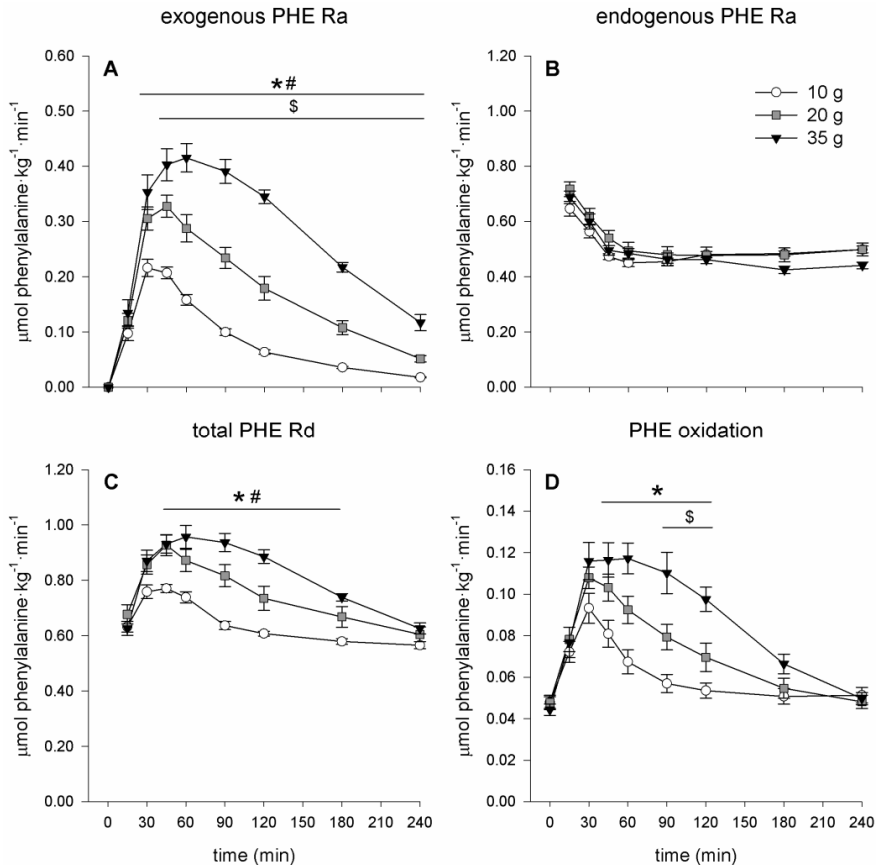 exogenous PHE Ra
endogenous PHE Ra
A
B
*#
$
10 g
20 g
35 g
0.60
0.50
0.40
0.30
0.20
0.10
0.00
μmol phenylalanine·kg⁻¹·min⁻¹
1.20
1.00
0.80
0.60
0.40
0.20
0.00
μmol phenylalanine·kg⁻¹·min⁻¹
total PHE Rd
PHE oxidation
C
D
* #
*
$
1.20
1.00
0.80
0.60
0.40
0.20
0.00
μmol phenylalanine·kg⁻¹·min⁻¹
0 30 60 90 120 150 180 210 240
time (min)
0.16
0.14
0.12
0.10
0.08
0.06
0.04
0.02
0.00
μmol phenylalanine·kg⁻¹·min⁻¹
0 30 60 90 120 150 180 210 240
time (min)